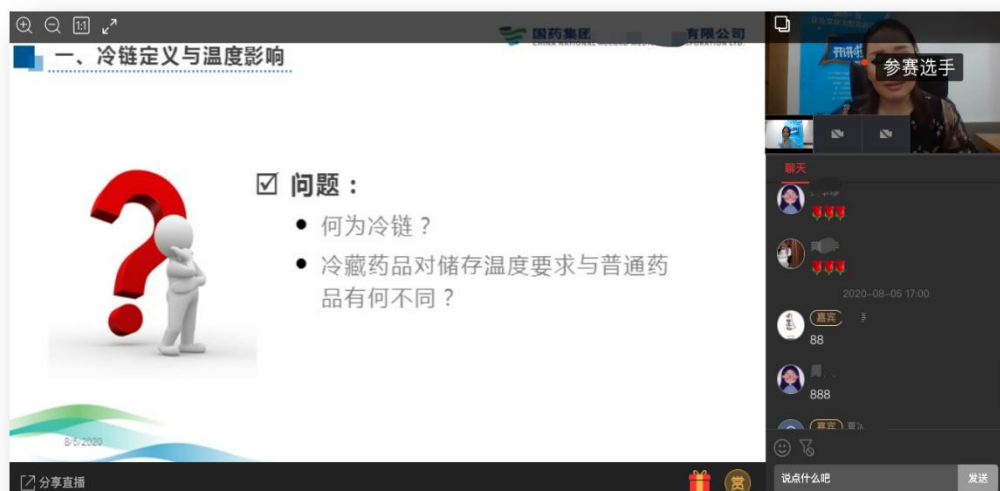 1:1
国药集团
有限公司
一、冷链定义与温度影响
问题：
何为冷链？
冷藏药品对储存温度要求与普通药
品有何不同？
8/5/2020
分享直播
赏
参赛选手
聊天
2020-08-05 17:00
嘉宾
88
888
嘉宾
说点什么吧
发送